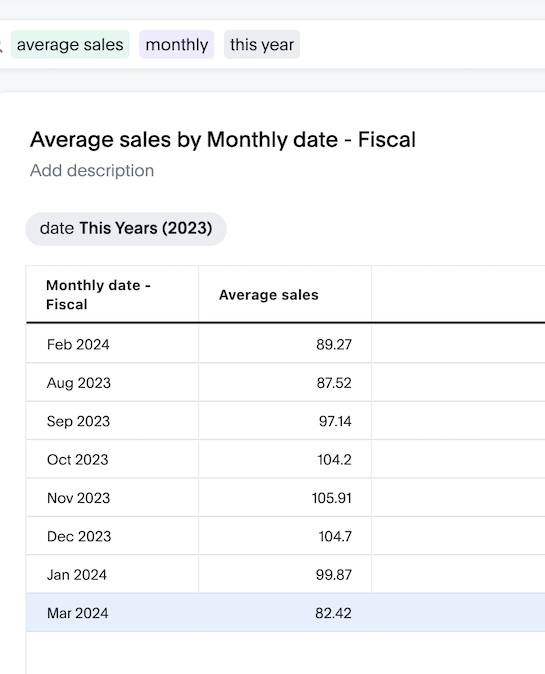 average sales monthly this year
Average sales by Monthly date - Fiscal
Add description
date This Years (2023)
Monthly date -
Fiscal
Average sales
Feb 2024 89.27
Aug 2023 87.52
Sep 2023 97.14
Oct 2023 104.2
Nov 2023 105.91
Dec 2023 104.7
Jan 2024 99.87
Mar 2024 82.42